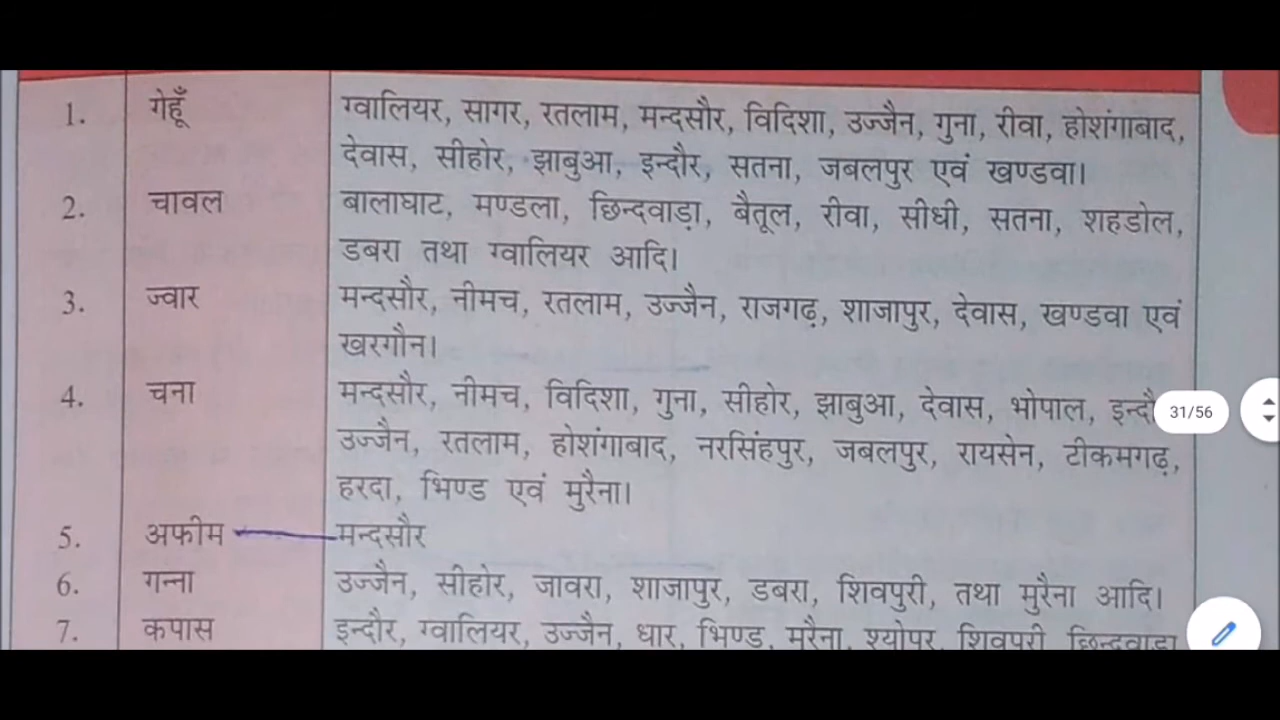 1. गेहूँ ग्वालियर, सागर, रतलाम, मन्दसौर, विदिशा, उज्जैन, गुना, रीवा, होशंगाबाद,
देवास, सीहोर, झाबुआ, इन्दौर, सतना, जबलपुर एवं खण्डवा।
2. चावल बालाघाट, मण्डला, छिन्दवाड़ा, बैतूल, रीवा, सीधी, सतना, शहडोल,
डबरा तथा ग्वालियर आदि।
3. ज्वार मन्दसौर, नीमच, रतलाम, उज्जैन, राजगढ़, शाजापुर, देवास, खण्डवा एवं
खरगौन।
4. चना मन्दसौर, नीमच, विदिशा, गुना, सीहोर, झाबुआ, देवास, भोपाल, इन्दौ
31/56
उज्जैन, रतलाम, होशंगाबाद, नरसिंहपुर, जबलपुर, रायसेन, टीकमगढ़,
हरदा, भिण्ड एवं मुरैना।
5. अफीम मन्दसौर
6. गन्ना उज्जैन, सीहोर, जावरा, शाजापुर, डबरा, शिवपुरी, तथा मुरैना आदि।
7. कपास इन्दौर, ग्वालियर, उज्जैन, धार, भिण्ड, मुरैना, श्योपुर, शिवपुरी, छिन्दवाड़ा